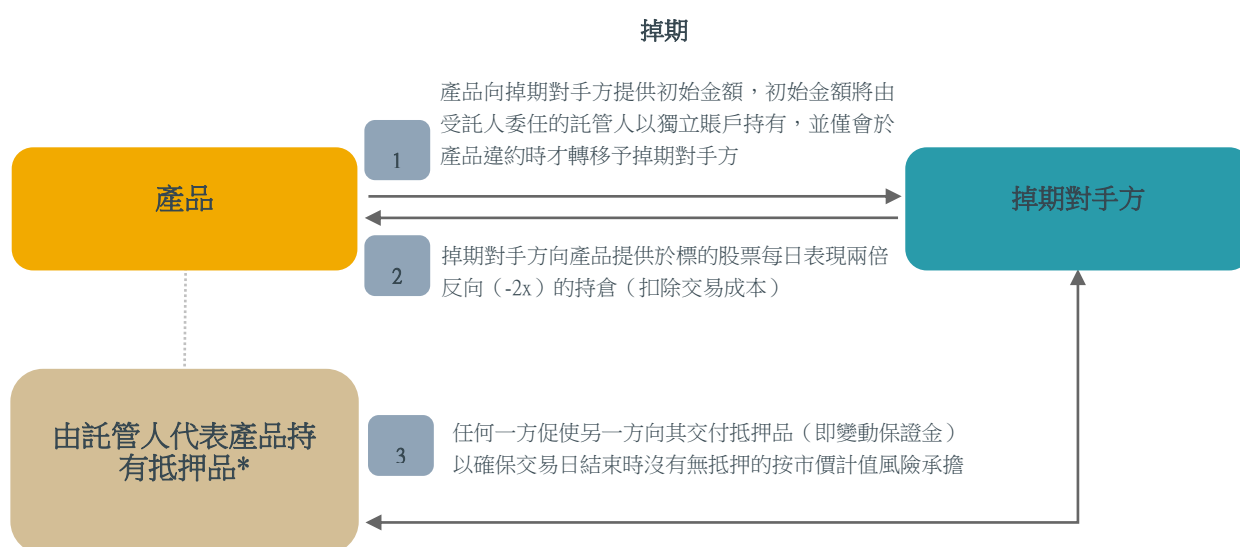 掉期
產品向掉期對手方提供初始金額，初始金額將由
受託人委任的託管人以獨立賬戶持有，並僅會於
產品違約時才轉移予掉期對手方
1
產品
掉期對手方
2
掉期對手方向產品提供於標的股票每日表現兩倍
反向（-2x）的持倉（扣除交易成本）
由託管人代表產品持
有抵押品*
3
任何一方促使另一方向其交付抵押品（即變動保證金）
以確保交易日結束時沒有無抵押的按市價計值風險承擔